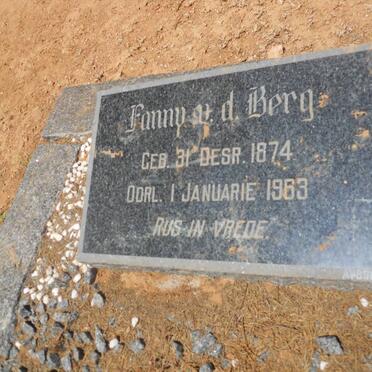 Fanny v. d. Berg
GEB. 31 DESR. 1874
OORL. 1 JANUARIE 1963
RUS IN VREDE